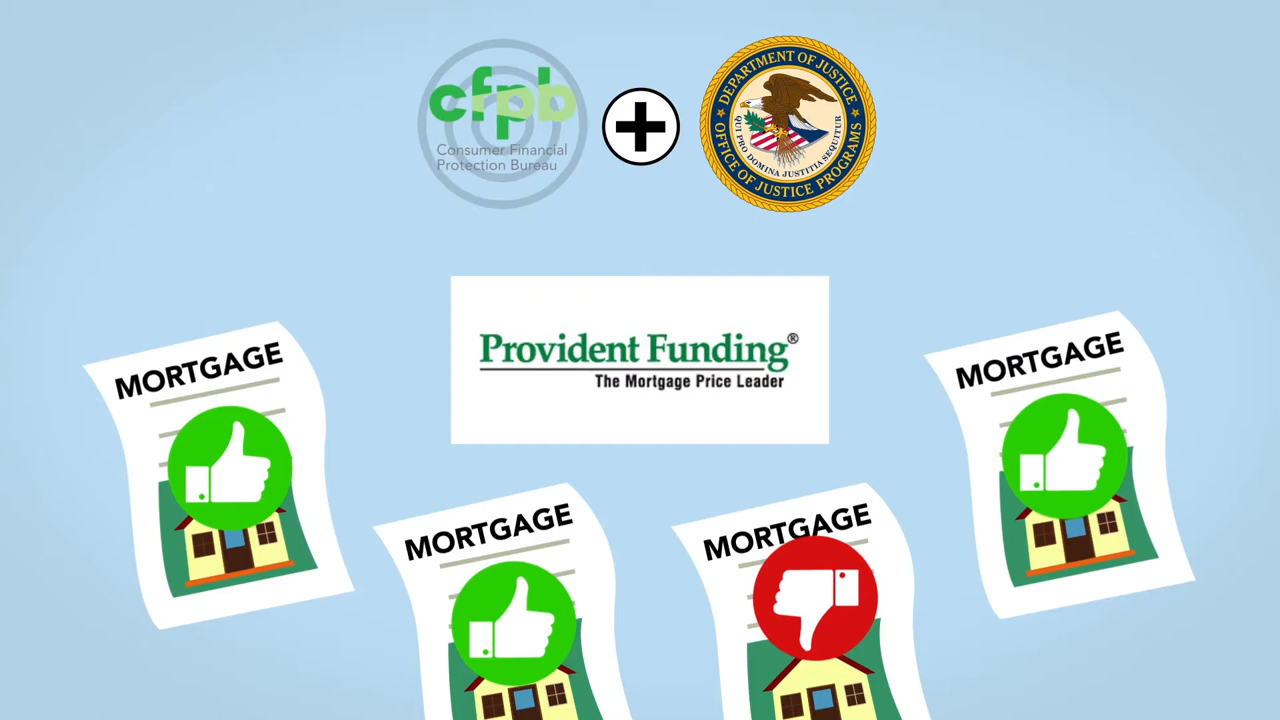 cfpb
Consumer Financial
Protection Bureau
DEPARTMENT OF JUSTICE
QUI PRO DOMINA JUSTITIA SEQUITUR
OFFICE OF JUSTICE PROGRAMS
Provident Funding®
The Mortgage Price Leader
MORTGAGE
MORTGAGE
MORTGAGE
MORTGAGE